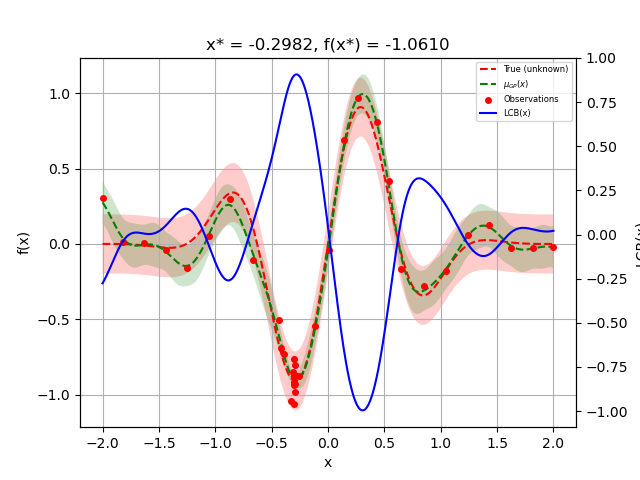 x* = -0.2982, f(x*) = -1.0610
True (unknown)
μGP(x)
Observations
LCB(x)
f(x)
1.0
0.5
0.0
−0.5
−1.0
1.00
0.75
0.50
0.25
0.00
−0.25
−0.50
−0.75
−1.00
−2.0 −1.5 −1.0 −0.5 0.0 0.5 1.0 1.5 2.0
x